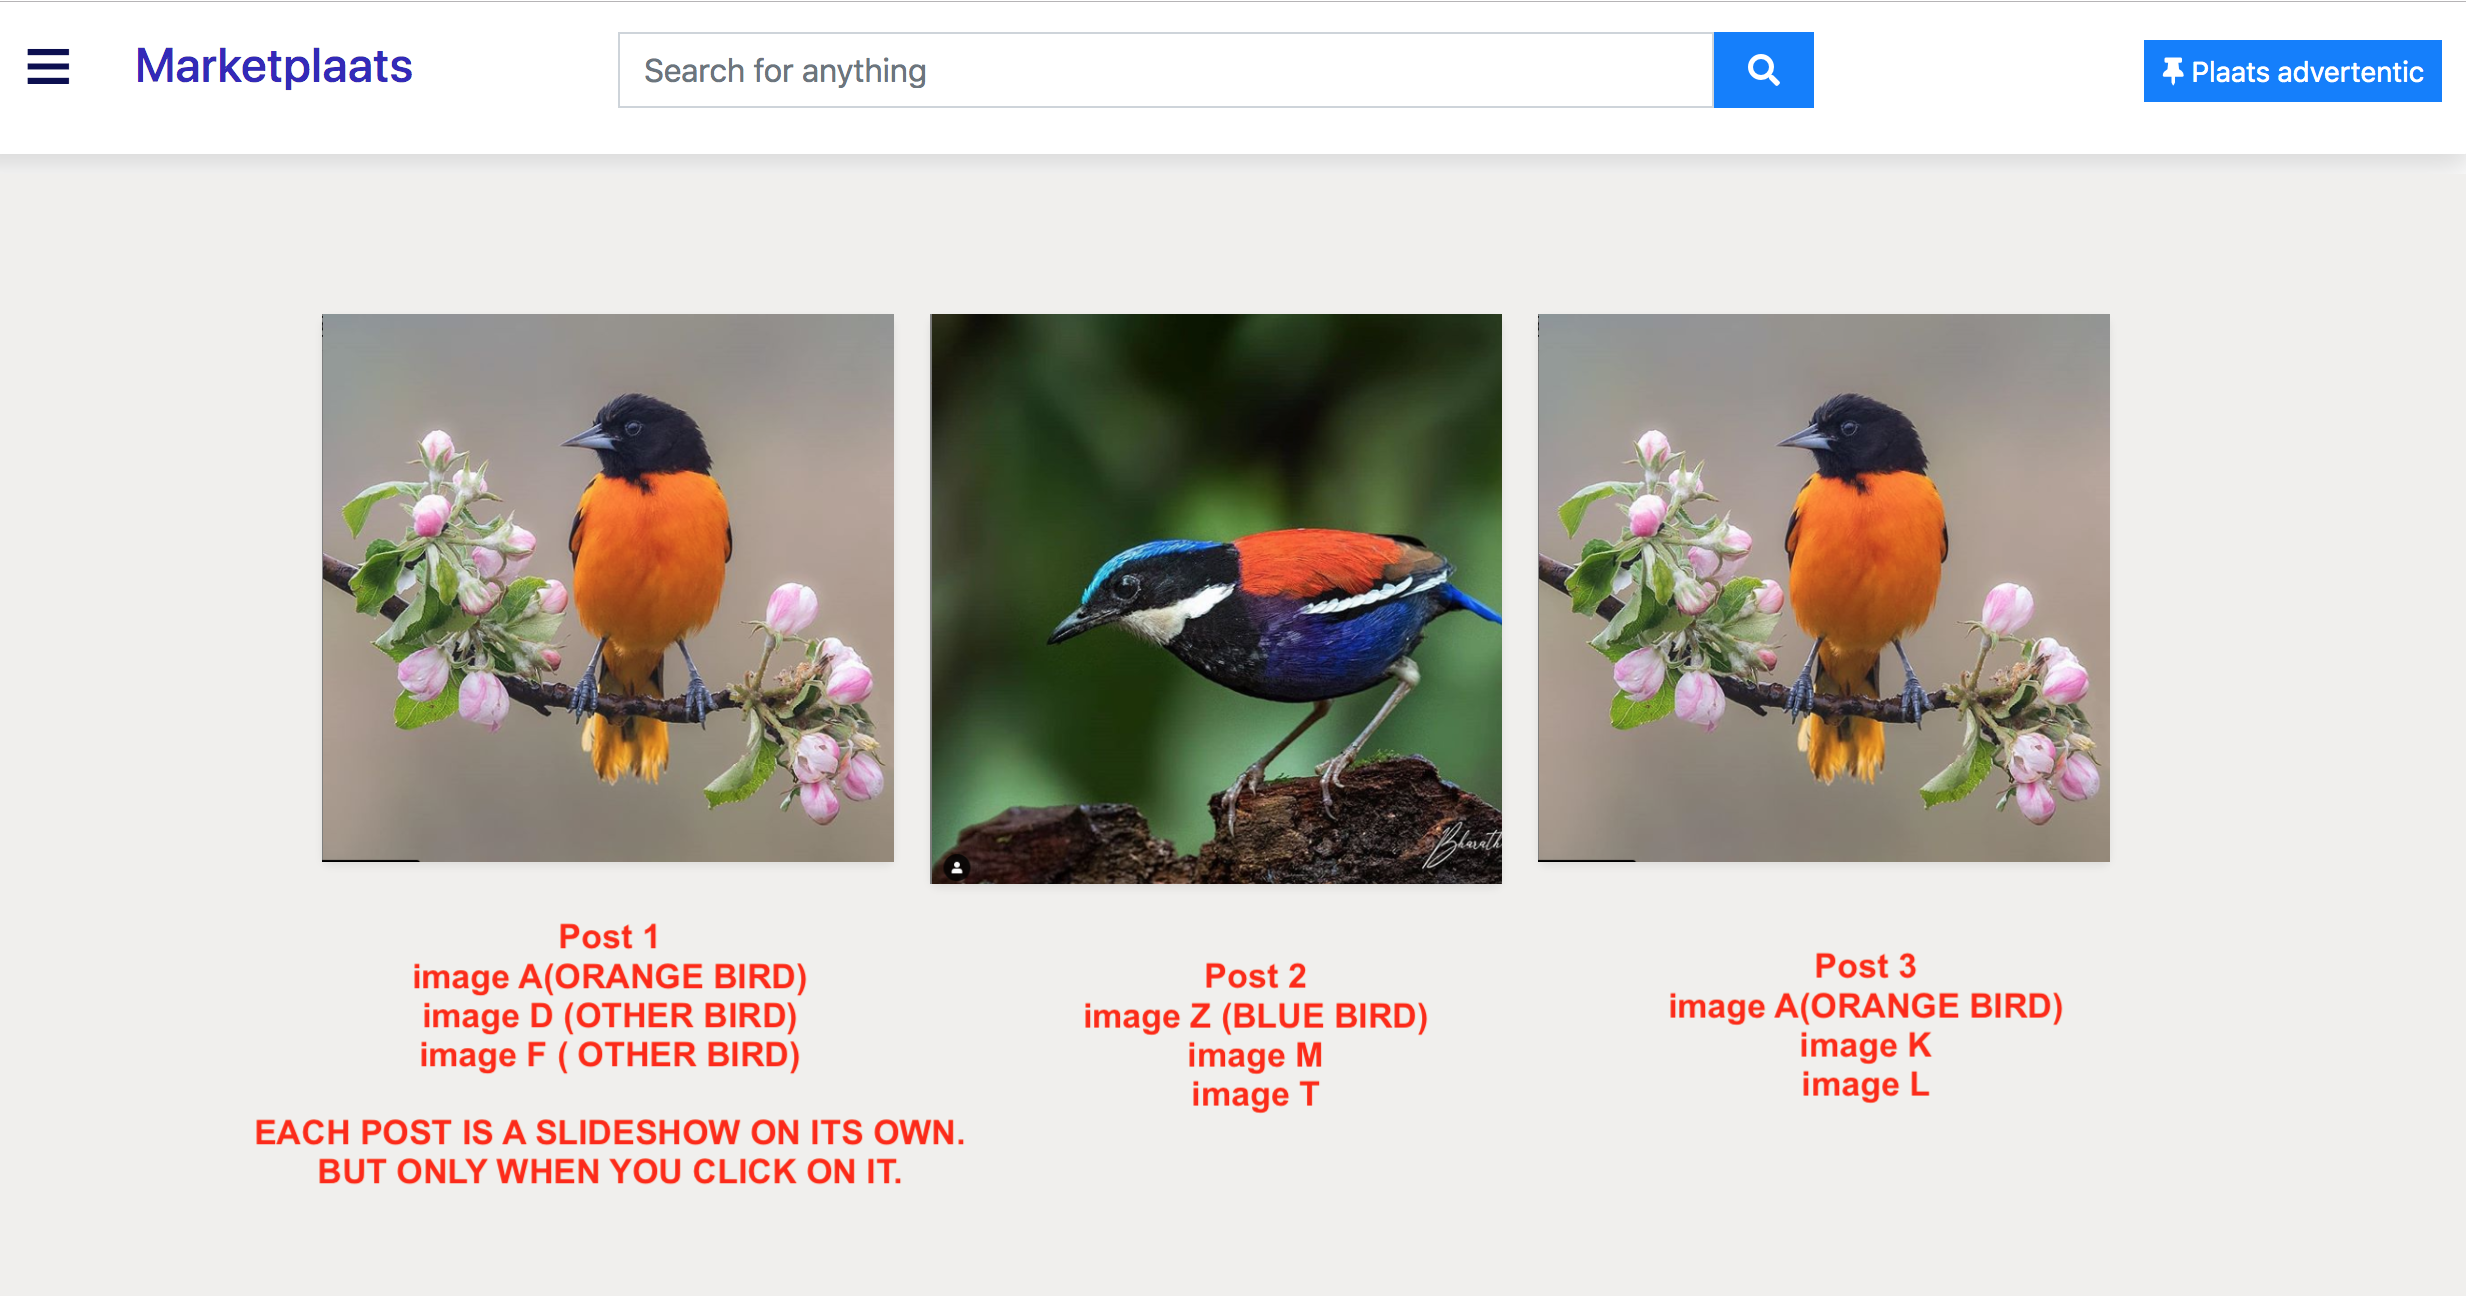 Marketplaats
Search for anything
Plaats advertentic
Bharath
Post 1
image A(ORANGE BIRD)
image D (OTHER BIRD)
image F ( OTHER BIRD)
EACH POST IS A SLIDESHOW ON ITS OWN.
BUT ONLY WHEN YOU CLICK ON IT.
Post 2
image Z (BLUE BIRD)
image M
image T
Post 3
image A(ORANGE BIRD)
image K
image L